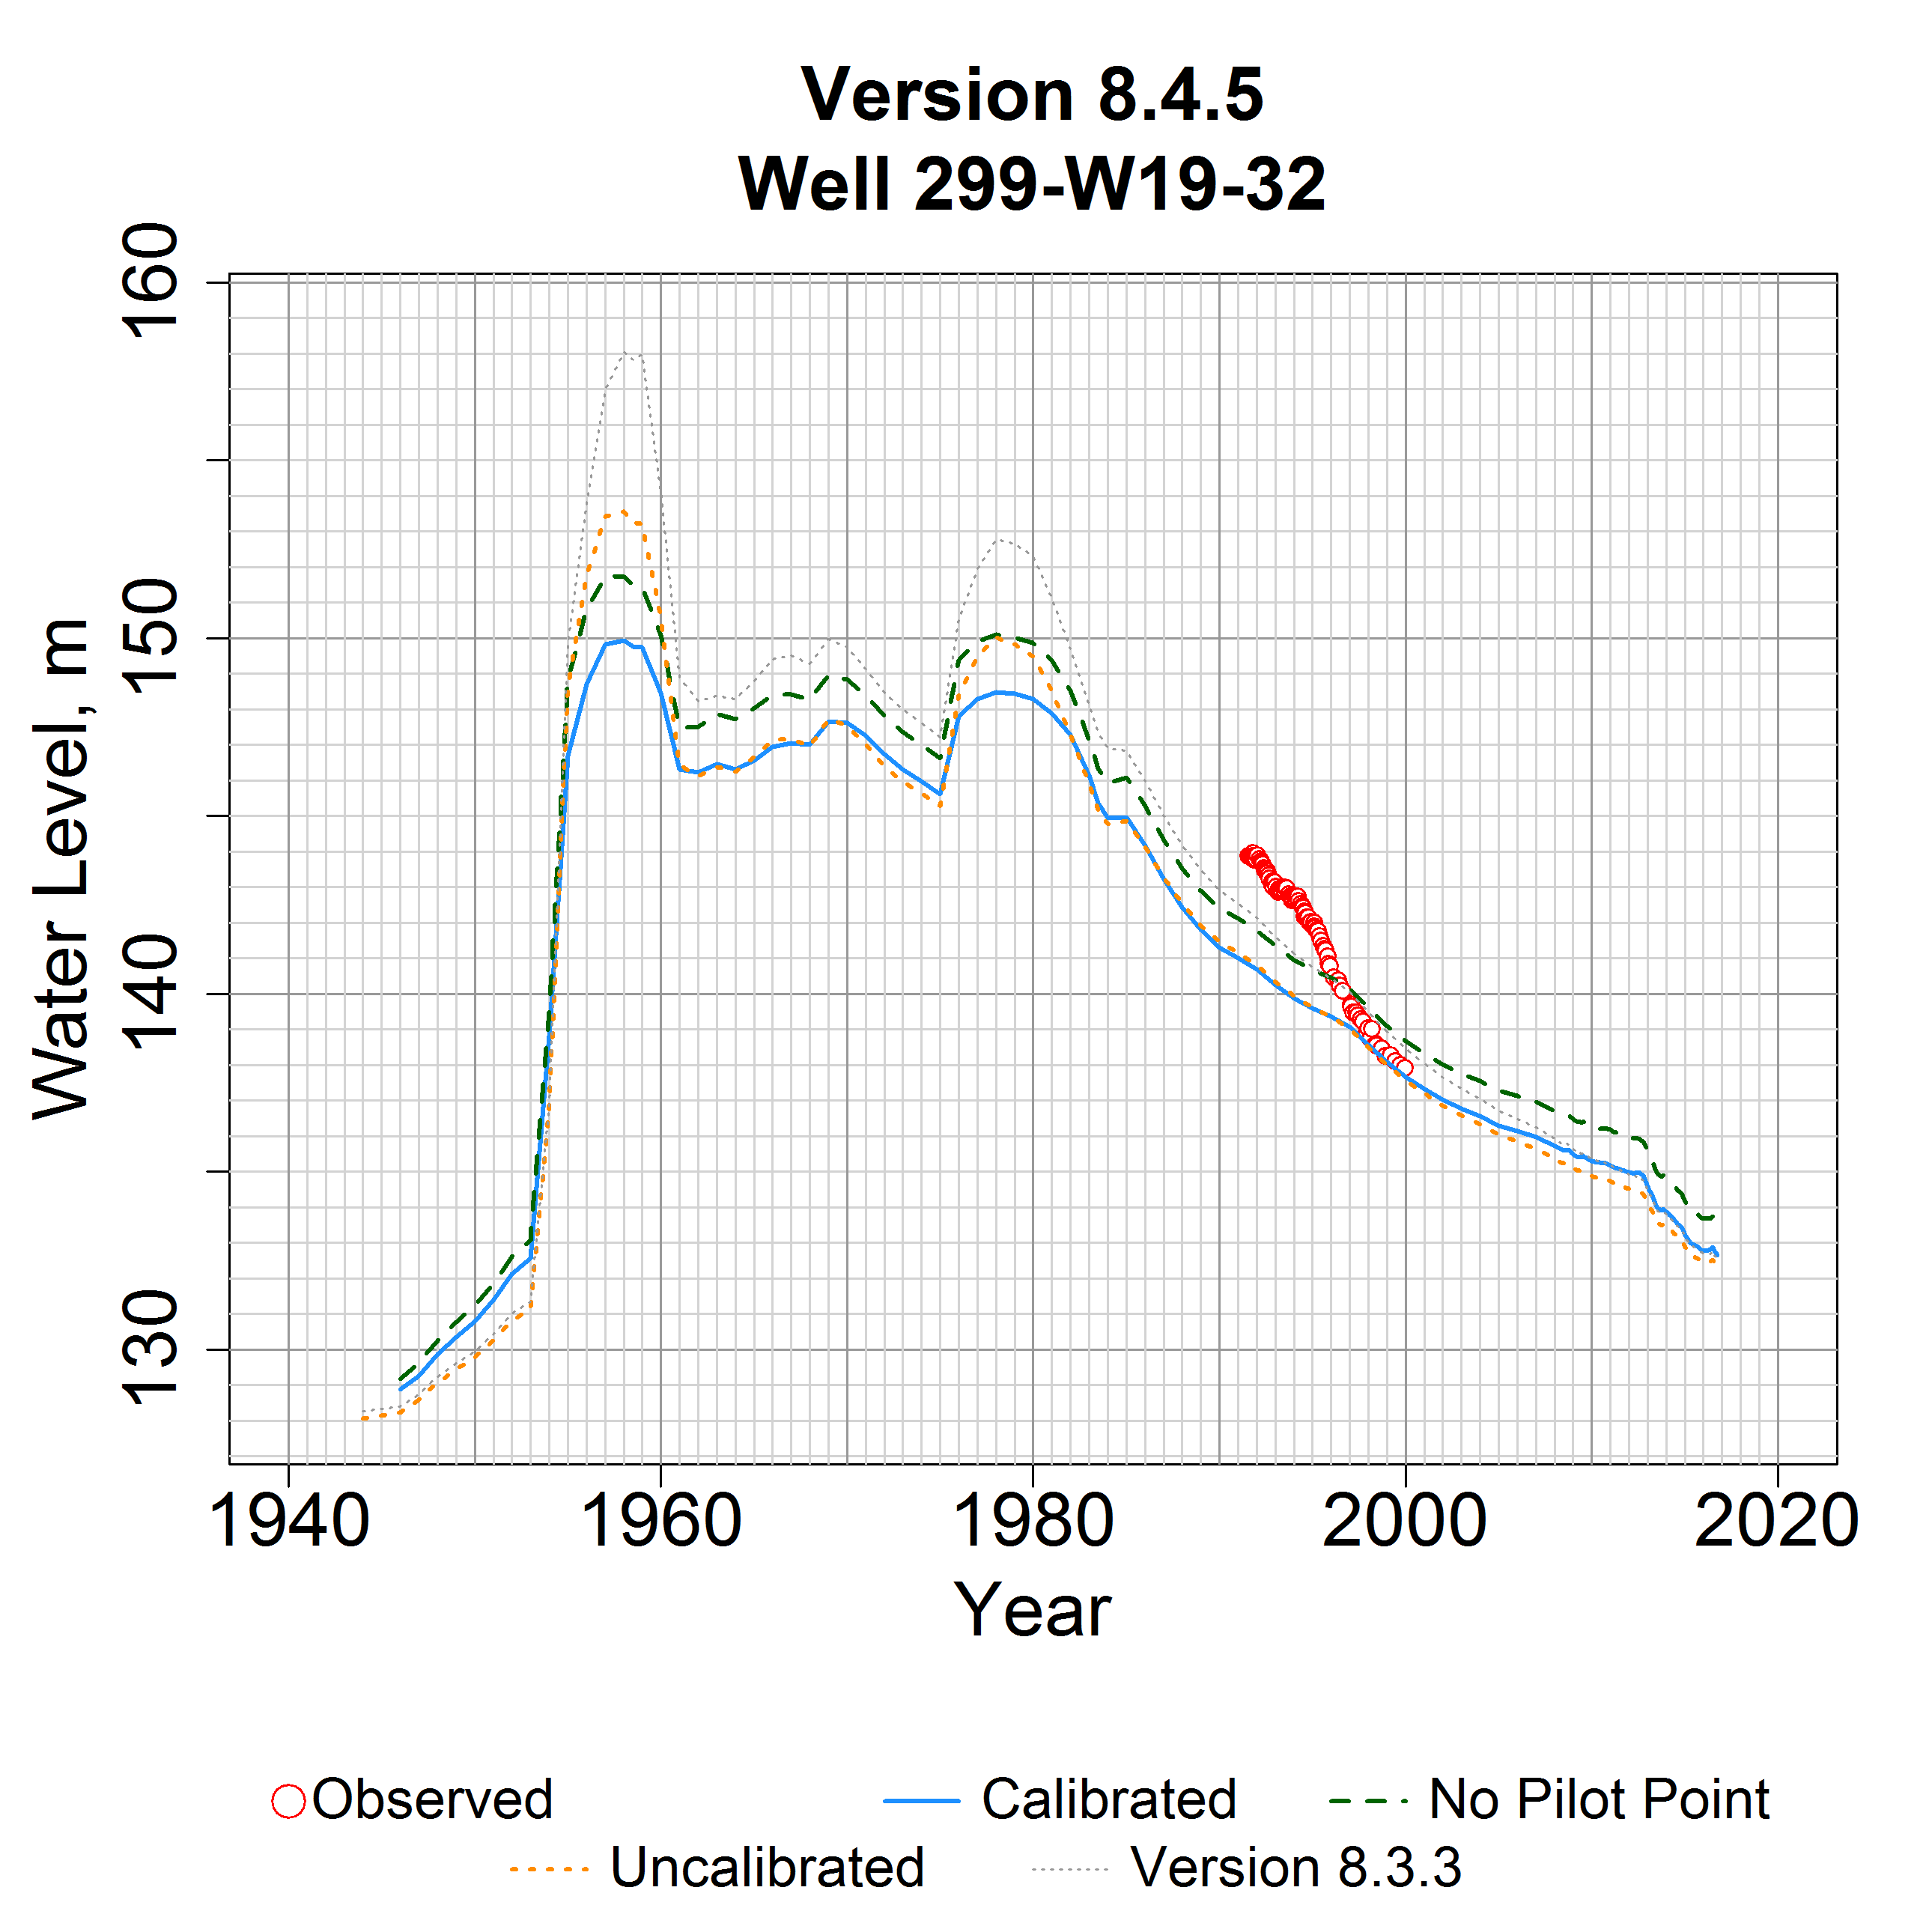 Version 8.4.5
Well 299-W19-32
Water Level, m
160
150
140
130
1940 1960 1980 2000 2020
Year
Observed Calibrated No Pilot Point
Uncalibrated Version 8.3.3